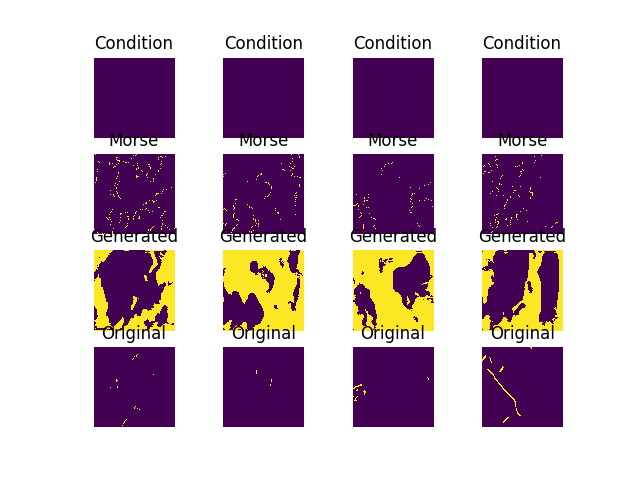 Condition Condition Condition Condition
Morse Morse Morse Morse
Generated Generated Generated Generated
Original Original Original Original